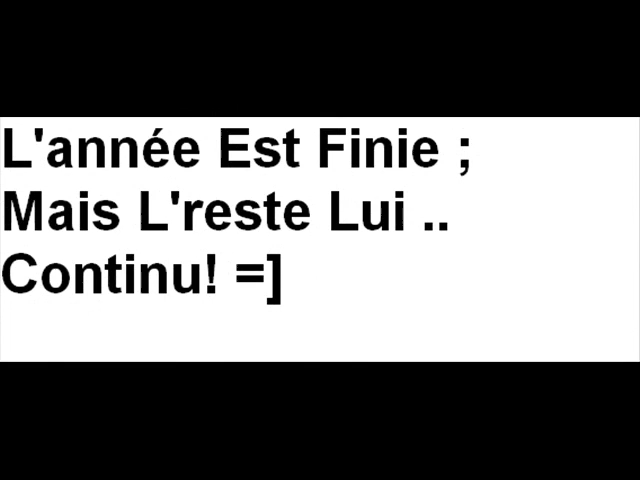 L'année Est Finie ;
Mais L'reste Lui ..
Continu! =]